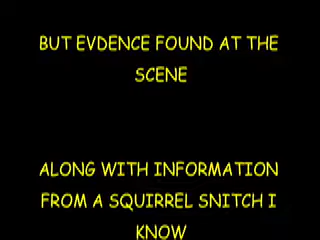 BUT EVDENCE FOUND AT THE
SCENE
ALONG WITH INFORMATION
FROM A SQUIRREL SNITCH I
KNOW